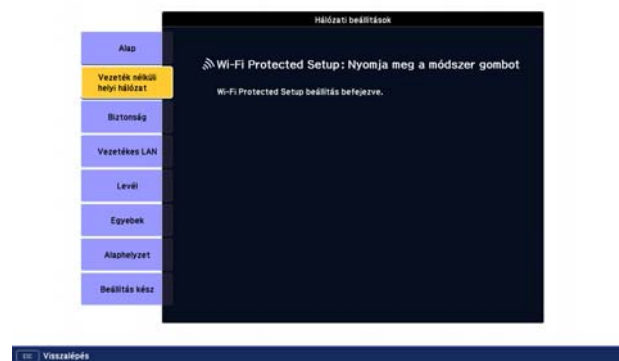 Hálózati beállítások
Alap
Vezeték nélküli
helyi hálózat
Biztonság
Vezetékes LAN
Levél
Egyebek
Alaphelyzet
Beállítás kész
Wi-Fi Protected Setup: Nyomja meg a módszer gombot
Wi-Fi Protected Setup beállítás befejezve.
Esc Visszalépés